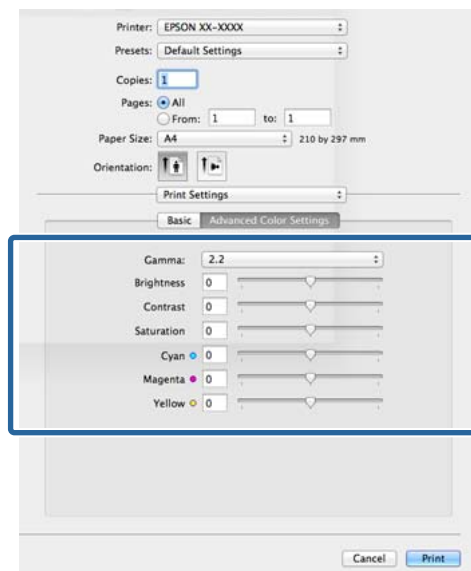 Printer: EPSON XX-XXXX
Presets: Default Settings
Copies: 1
Pages: All
From: 1 to: 1
Paper Size: A4 210 by 297 mm
Orientation:
Print Settings
Basic Advanced Color Settings
Gamma: 2.2
Brightness 0
Contrast 0
Saturation 0
Cyan 0
Magenta 0
Yellow 0
Cancel Print